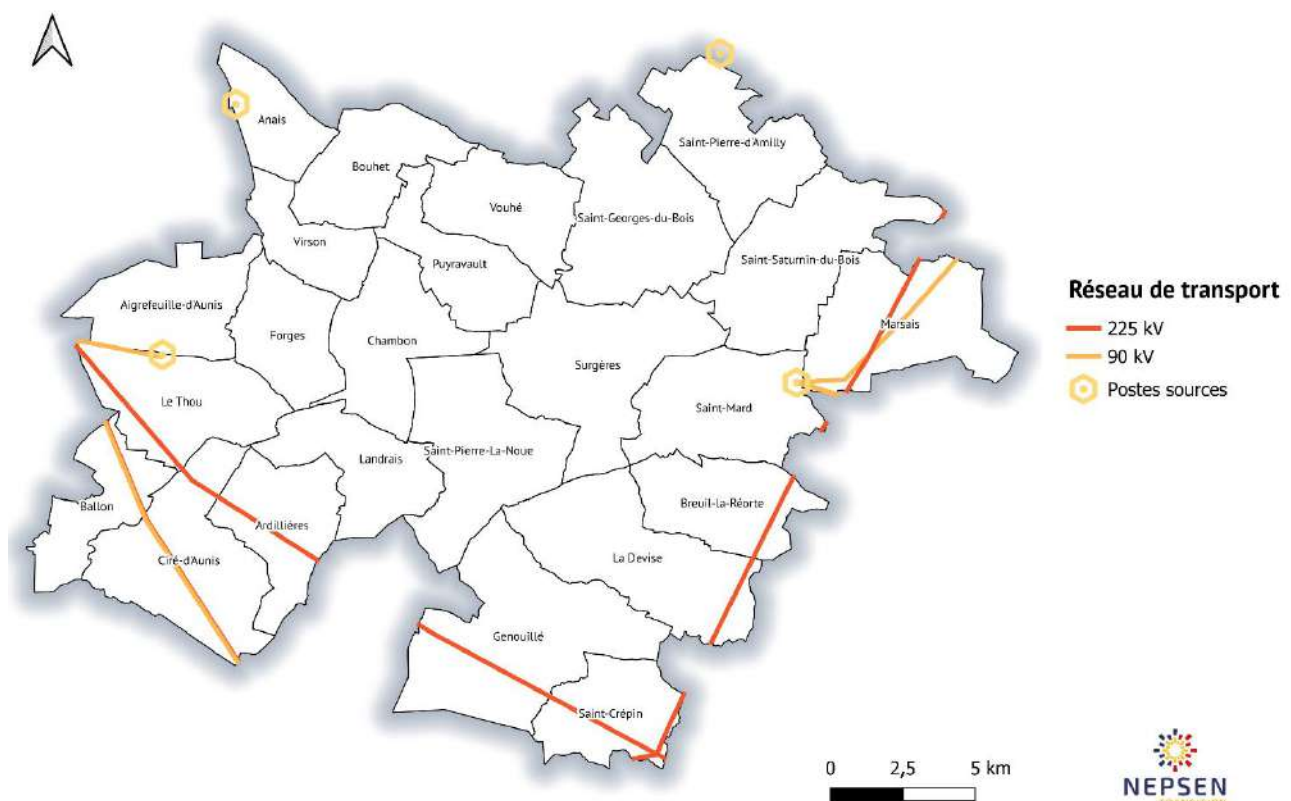 Anais
Saint-Pierre-d'Amilly
Bouhet
Vouhé
Saint-Georges-du-Bois
Virson
Puyravault
Saint-Saturnin-du-Bois
Aigrefeuille-d'Aunis
Forges
Chambon
Marsais
Surgères
Le Thou
Saint-Mard
Landrais
Saint-Pierre-La-Noue
Ballon
Breuil-la-Réorte
Ardillières
Ciré-d'Aunis
La Devise
Genouillé
Saint-Crépin
Réseau de transport
225 kV
90 kV
Postes sources
0 2,5 5 km
NEPSEN